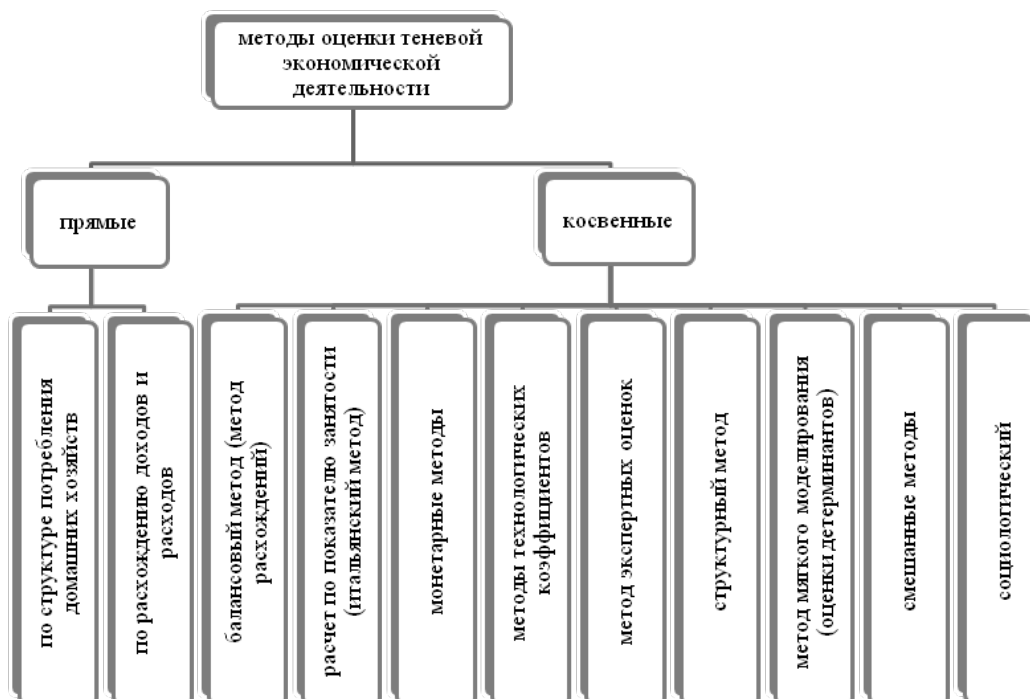 методы оценки теневой
экономической
деятельности
прямые
косвенные
по структуре потребления
домашних хозяйств
по расхождению доходов и
расходов
балансовый метод (метод
расхождений)
расчет по показателю занятости
(итальянский метод)
монетарные методы
методы технологических
коэффициентов
метод экспертных оценок
структурный метод
метод мягкого моделирования
(оценки детерминантов)
смешанные методы
социологический